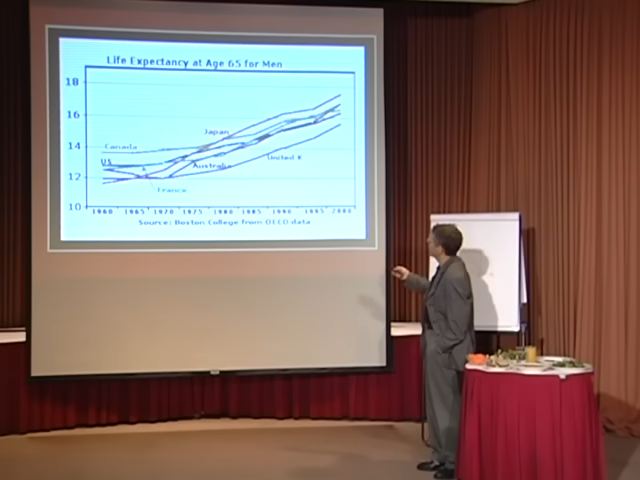 Life Expectancy at Age 65 for Men
18
16
Japan
14
Canada
United K
US
Australia
12
France
10
1960 1965 1970 1975 1980 1985 1990 1995 2000
Source: Boston College from OECD data